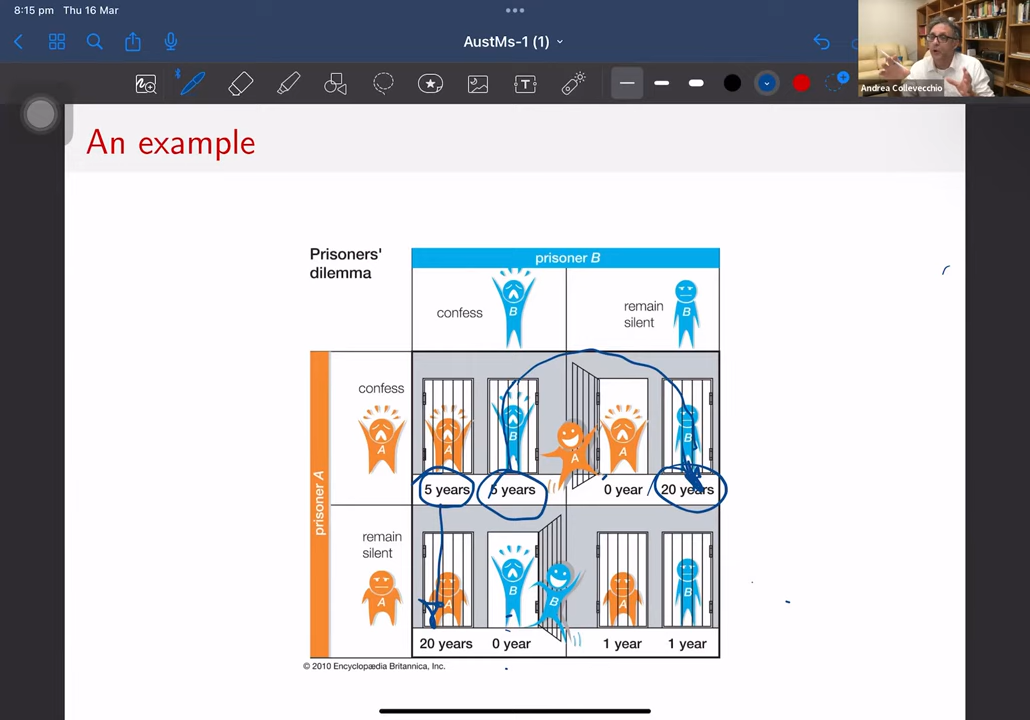 8:15 pm Thu 16 Mar
AustMs-1 (1)
Andrea Collevecchio
An example
Prisoners'
dilemma
prisoner B
confess
B
remain
silent
B
prisoner A
confess
A
A
B
A
A
B
5 years
5 years
0 year
20 years
remain
silent
A
A
B
B
A
B
20 years
0 year
1 year
1 year
© 2010 Encyclopædia Britannica, Inc.